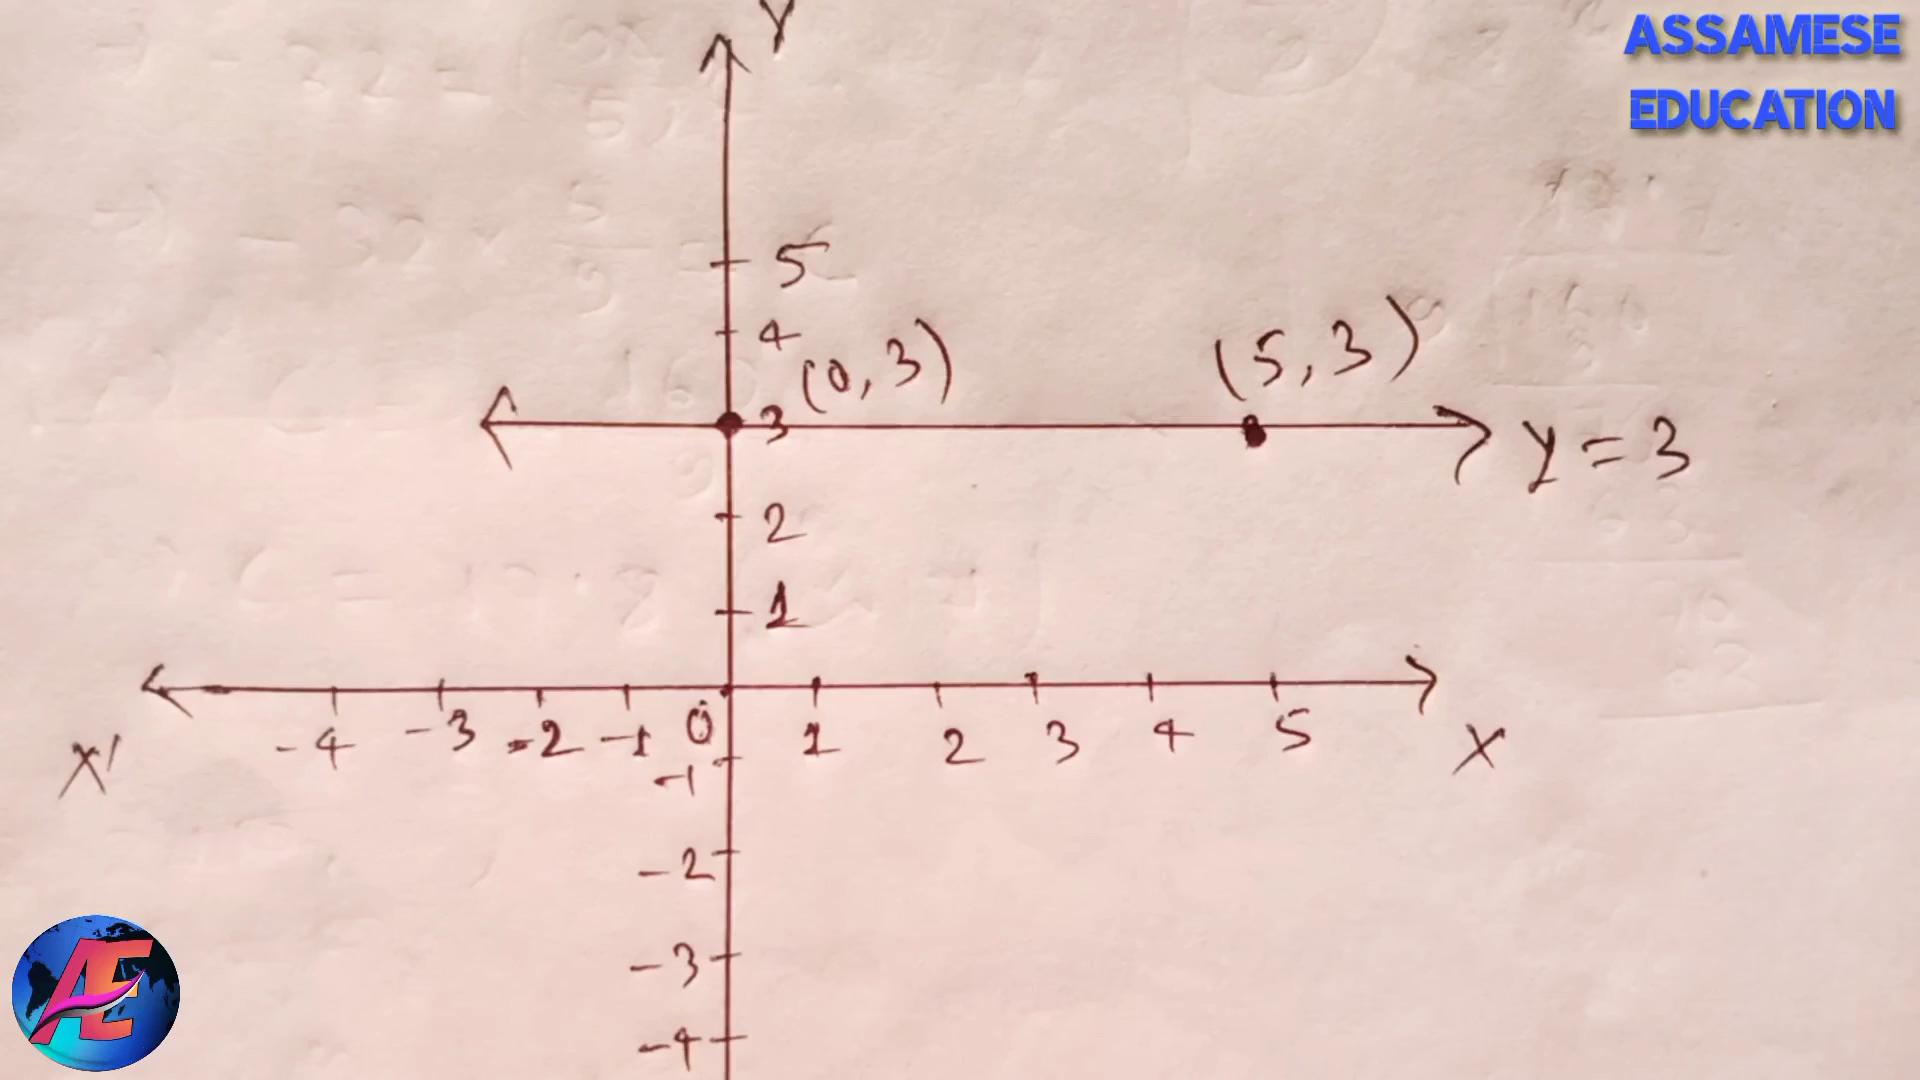 Y
ASSAMESE
EDUCATION
5
4
(0,3)
(5,3)
3
y = 3
2
1
X' -4 -3 -2 -1 0 1 2 3 4 5 X
-1
-2
-3
-4
Æ